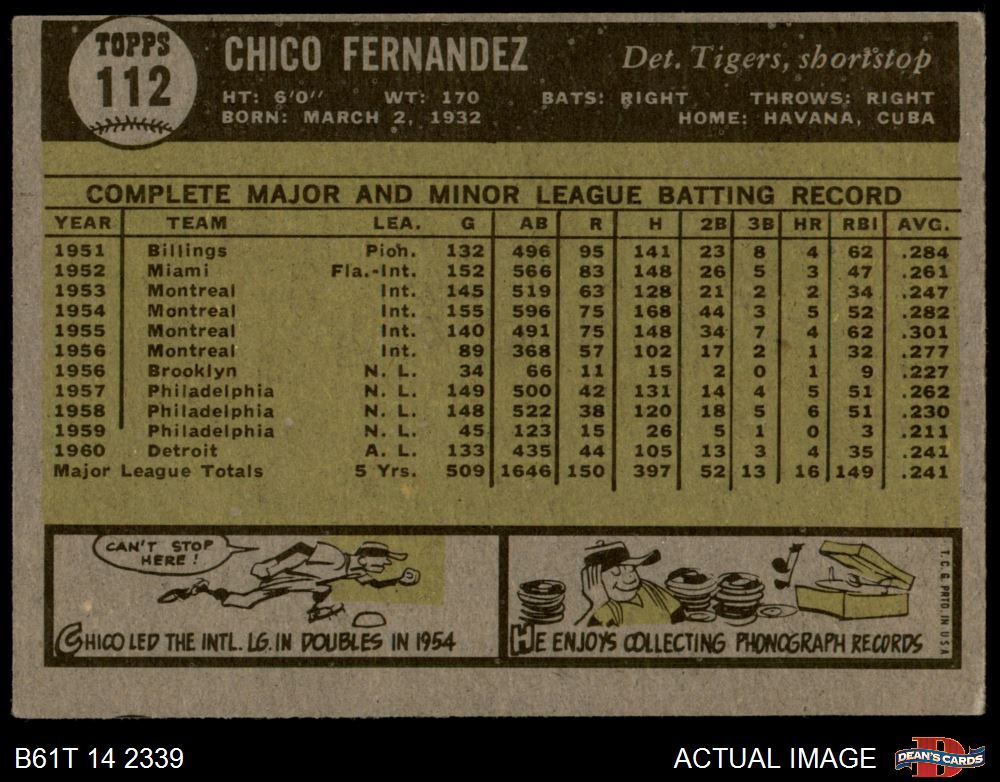 TOPPS
112
CHICO FERNANDEZ
Det. Tigers, shortstop
HT: 6'0" WT: 170 BATS: RIGHT THROWS: RIGHT
BORN: MARCH 2, 1932 HOME: HAVANA, CUBA
COMPLETE MAJOR AND MINOR LEAGUE BATTING RECORD
YEAR TEAM LEA. G AB R H 2B 3B HR RBI AVG.
1951 Billings Pion. 132 496 95 141 23 8 4 62 .284
1952 Miami Fla.-Int. 152 566 83 148 26 5 3 47 .261
1953 Montreal Int. 145 519 63 128 21 2 2 34 .247
1954 Montreal Int. 155 596 75 168 44 3 5 52 .282
1955 Montreal Int. 140 491 75 148 34 7 4 62 .301
1956 Montreal Int. 89 368 57 102 17 2 1 32 .277
1956 Brooklyn N. L. 34 66 11 15 2 0 1 9 .227
1957 Philadelphia N. L. 149 500 42 131 14 4 5 51 .262
1958 Philadelphia N. L. 148 522 38 120 18 5 6 51 .230
1959 Philadelphia N. L. 45 123 15 26 5 1 0 3 .211
1960 Detroit A. L. 133 435 44 105 13 3 4 35 .241
Major League Totals 5 Yrs. 509 1646 150 397 52 13 16 149 .241
CAN'T STOP
HERE!
CHICO LED THE INTL. LG. IN DOUBLES IN 1954
HE ENJOYS COLLECTING PHONOGRAPH RECORDS
T. C. G. PRTD. IN U.S.A.
B61T 14 2339
ACTUAL IMAGE
DEAN'S CARDS